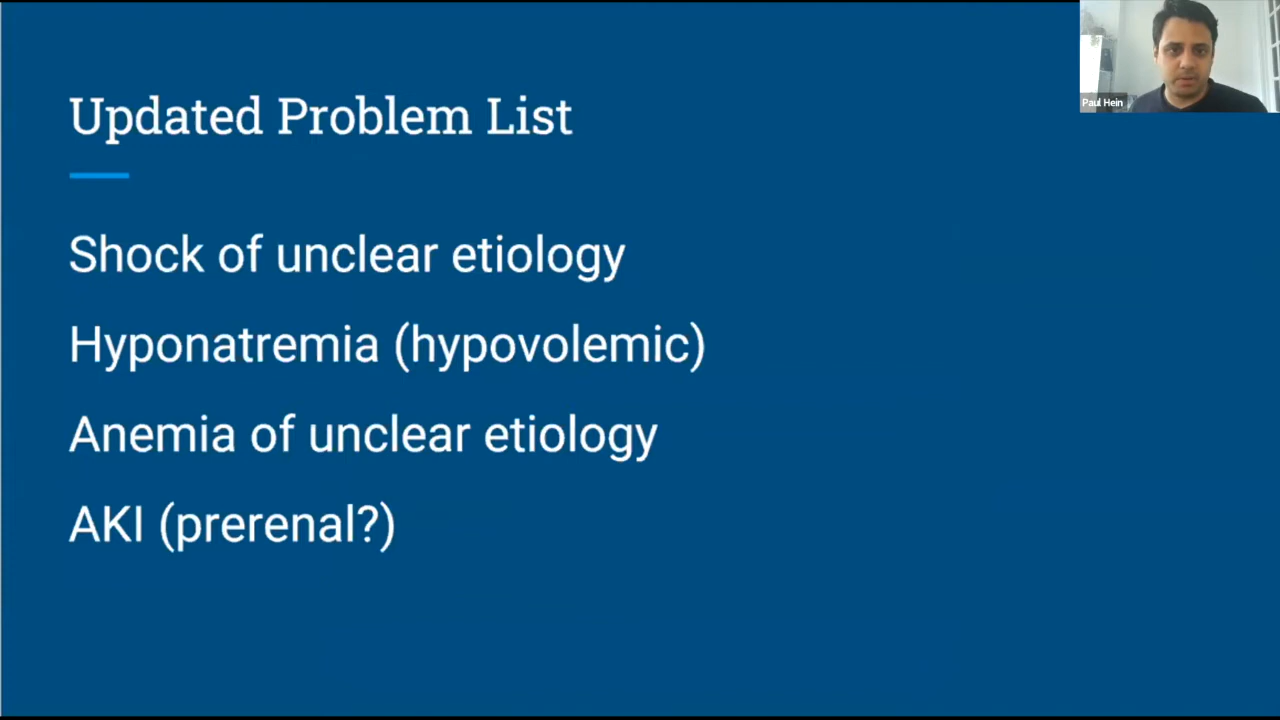 Updated Problem List
Shock of unclear etiology
Hyponatremia (hypovolemic)
Anemia of unclear etiology
AKI (prerenal?)
Paul Hein